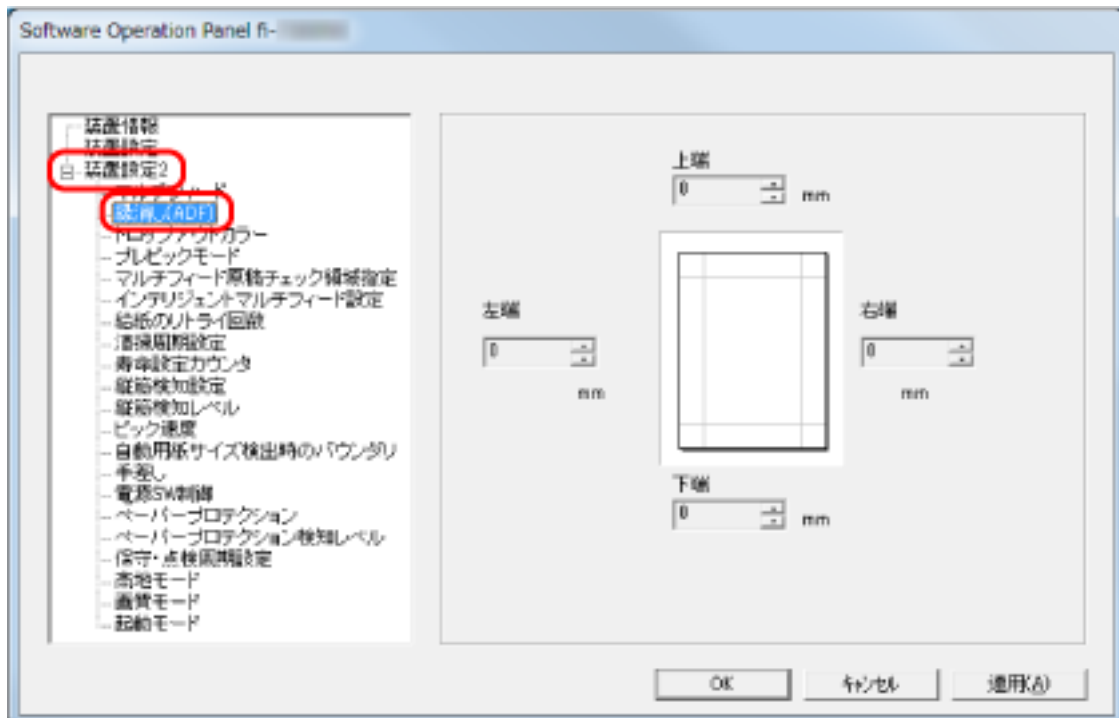 Software Operation Panel fi-
装置情報
装置設定
装置設定2
マルチフィード
縁消し(ADF)
ドロップアウトカラー
プレピックモード
マルチフィード原稿チェック領域指定
インテリジェントマルチフィード設定
給紙のリトライ回数
清掃周期設定
寿命設定カウンタ
縦筋検知設定
縦筋検知レベル
ピック速度
自動用紙サイズ検出時のバウンダリ
手差し
電源SW制御
ペーパープロテクション
ペーパープロテクション検知レベル
保守・点検周期設定
高地モード
画質モード
起動モード
上端
0 mm
左端
0
mm
右端
0
mm
下端
0 mm
OK キャンセル 適用(A)